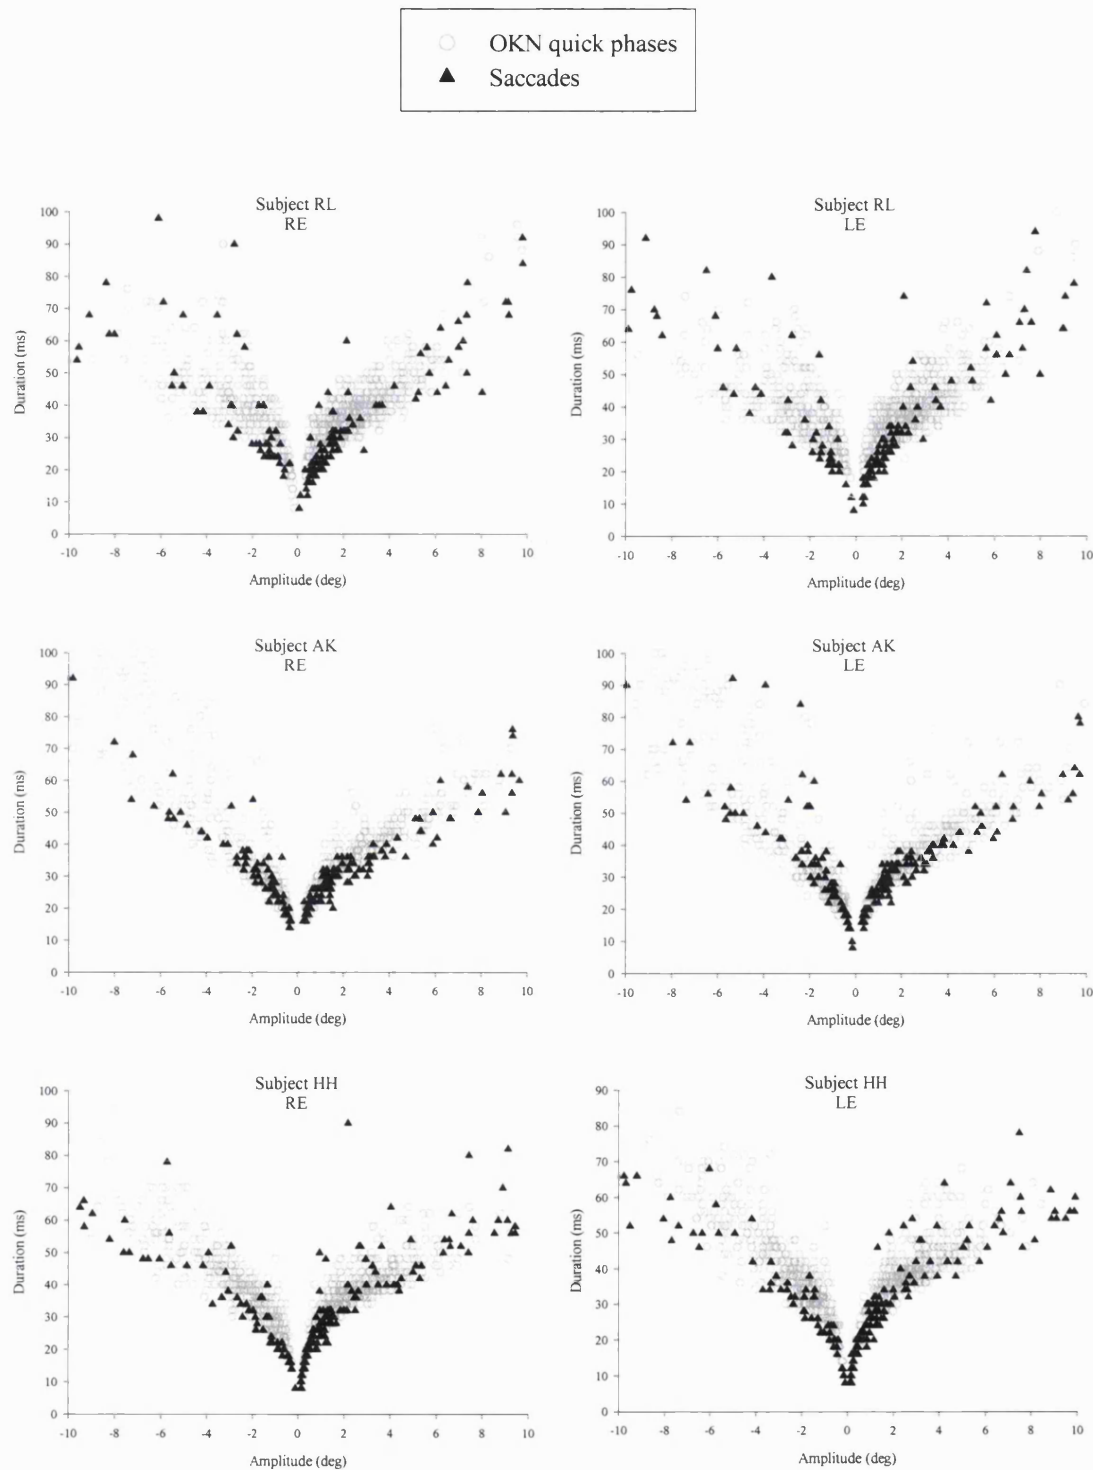 OKN quick phases
Saccades
Subject RL
RE
100
90
80
70
60
50
40
30
20
10
0
Duration (ms)
-10 -8 -6 -4 -2 0 2 4 6 8 10
Amplitude (deg)
Subject RL
LE
100
90
80
70
60
50
40
30
20
10
0
Duration (ms)
-10 -8 -6 -4 -2 0 2 4 6 8 10
Amplitude (deg)
Subject AK
RE
100
90
80
70
60
50
40
30
20
10
0
Duration (ms)
-10 -8 -6 -4 -2 0 2 4 6 8 10
Amplitude (deg)
Subject AK
LE
100
90
80
70
60
50
40
30
20
10
0
Duration (ms)
-10 -8 -6 -4 -2 0 2 4 6 8 10
Amplitude (deg)
Subject HH
RE
100
90
80
70
60
50
40
30
20
10
0
Duration (ms)
-10 -8 -6 -4 -2 0 2 4 6 8 10
Amplitude (deg)
Subject HH
LE
90
80
70
60
50
40
30
20
10
0
Duration (ms)
-10 -8 -6 -4 -2 0 2 4 6 8 10
Amplitude (deg)